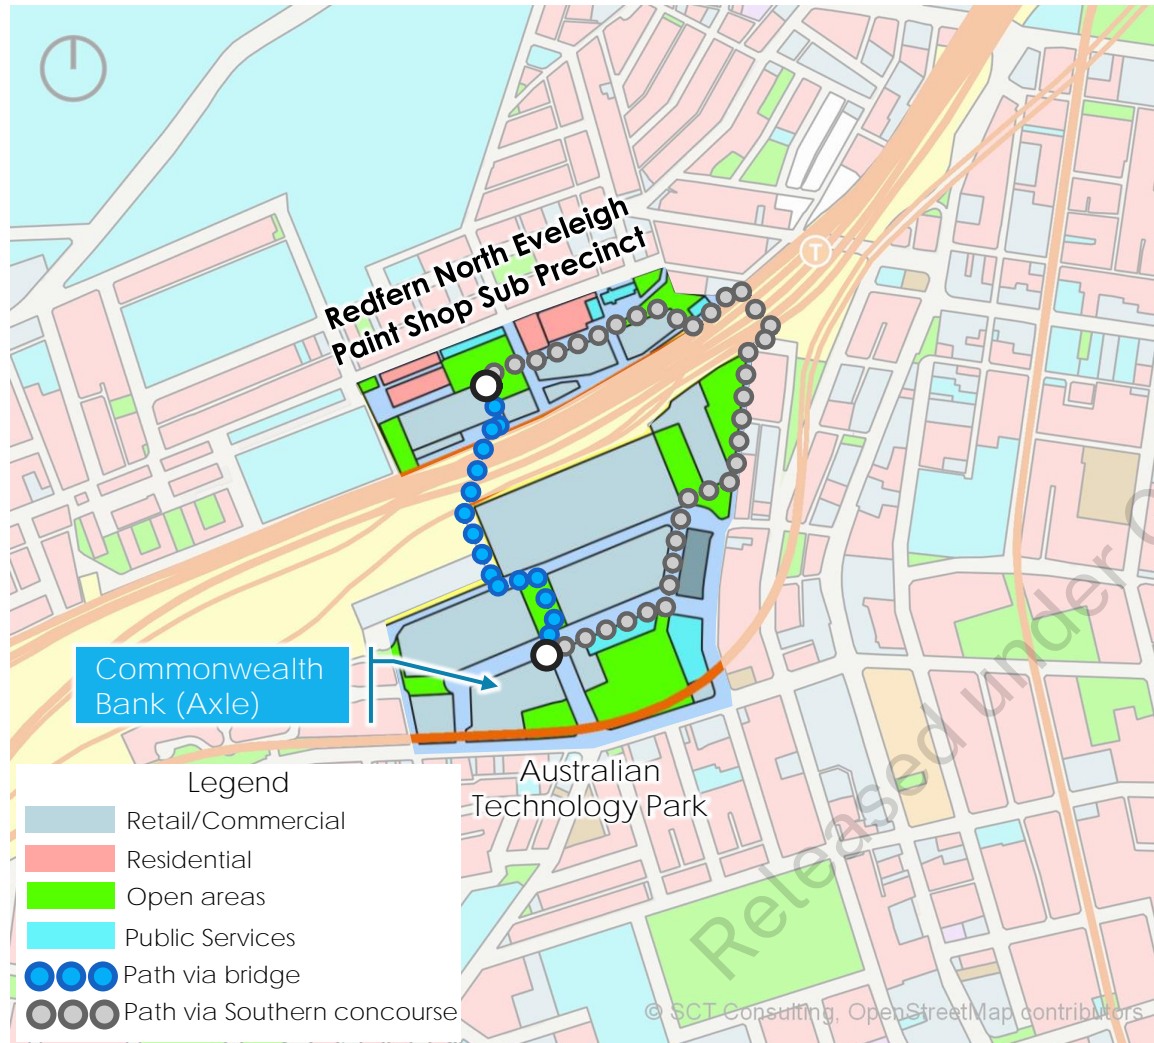 Redfern North Eveleigh
Paint Shop Sub Precinct
T
Commonwealth
Bank (Axle)
Australian
Technology Park
Legend
Retail/Commercial
Residential
Open areas
Public Services
Path via bridge
Path via Southern concourse
Released under
© SCT Consulting, OpenStreetMap contributors